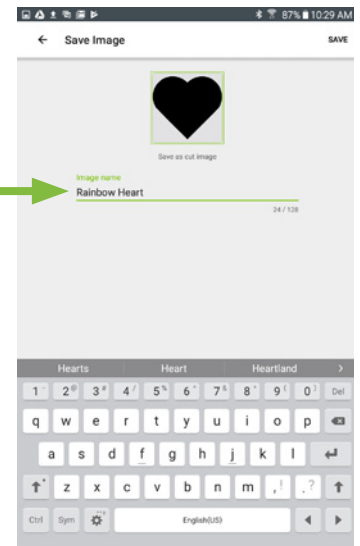 87% 10:29 AM
Save Image SAVE
Save as cut image
Image name
Rainbow Heart
24 / 128
Hearts Heart Heartland >
1 - 2 @ 3 # 4 / 5 % 6 ^ 7 & 8 * 9 ( 0 ) Del
q w e r t y u i o p
a s d f g h j k l
z x c v b n m , ! . ?
Ctrl Sym English(US)